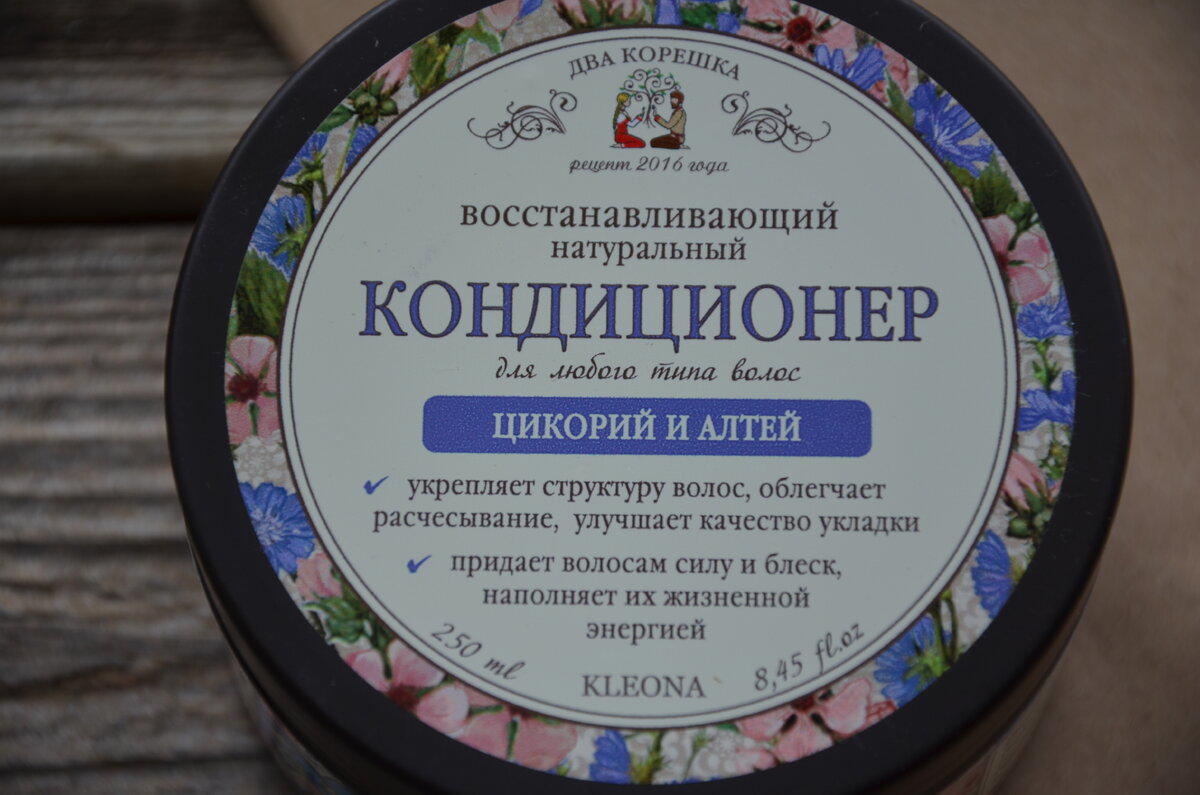 ДВА КОРЕШКА
рецепт 2016 года
восстанавливающий
натуральный
КОНДИЦИОНЕР
для любого типа волос
ЦИКОРИЙ И АЛТЕЙ
✔ укрепляет структуру волос, облегчает
расчесывание, улучшает качество укладки
✔ придает волосам силу и блеск,
наполняет их жизненной
энергией
250 ml
KLEONA
8,45 fl.oz